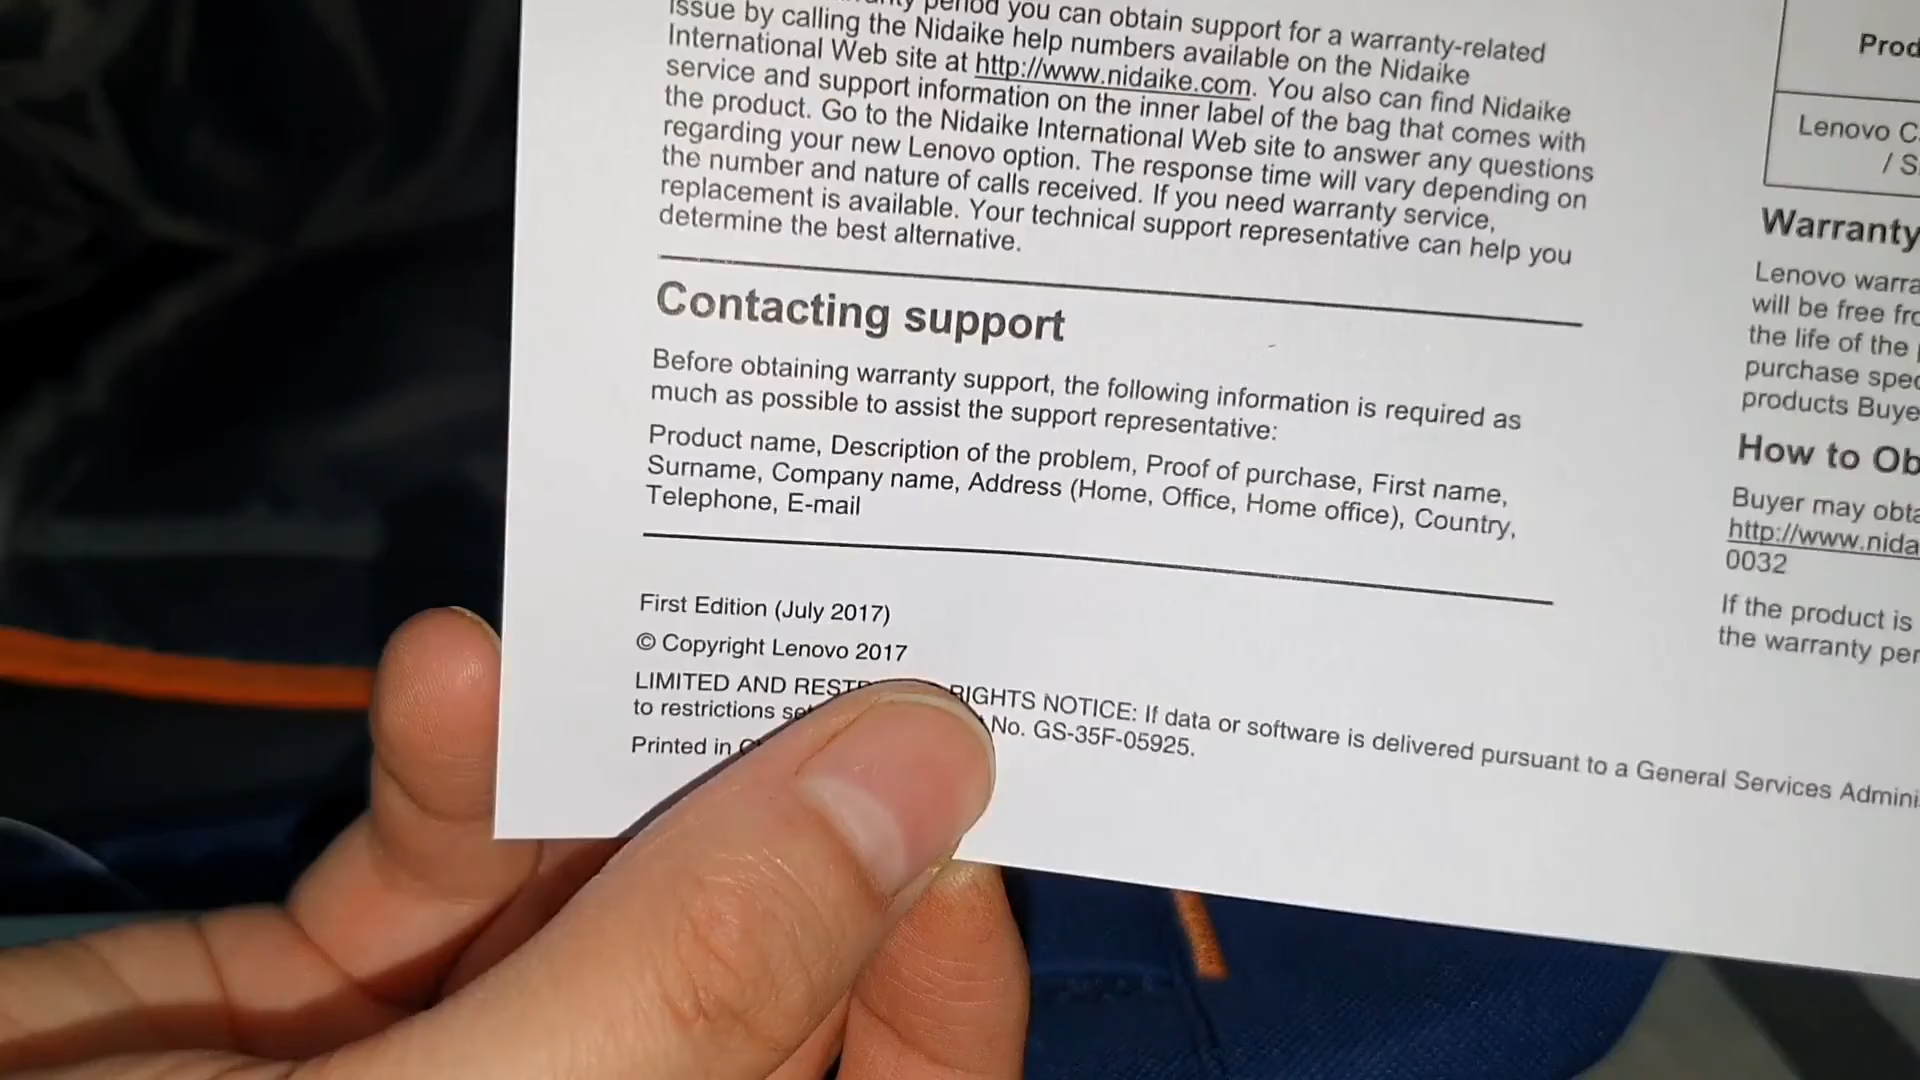 period you can obtain support for a warranty-related
issue by calling the Nidaike help numbers available on the Nidaike
International Web site at http://www.nidaike.com. You also can find Nidaike
service and support information on the inner label of the bag that comes with
the product. Go to the Nidaike International Web site to answer any questions
regarding your new Lenovo option. The response time will vary depending on
the number and nature of calls received. If you need warranty service,
replacement is available. Your technical support representative can help you
determine the best alternative.
Contacting support
Before obtaining warranty support, the following information is required as
much as possible to assist the support representative:
Product name, Description of the problem, Proof of purchase, First name,
Surname, Company name, Address (Home, Office, Home office), Country,
Telephone, E-mail
First Edition (July 2017)
© Copyright Lenovo 2017
LIMITED AND RIGHTS NOTICE: If data or software is delivered pursuant to a General Services
to restrictions No. GS-35F-05925.
Printed in
Lenovo
/
Warranty
Lenovo
will be free
the life of the
purchase
products
How to
Buyer may
0032
If the product is
the warranty